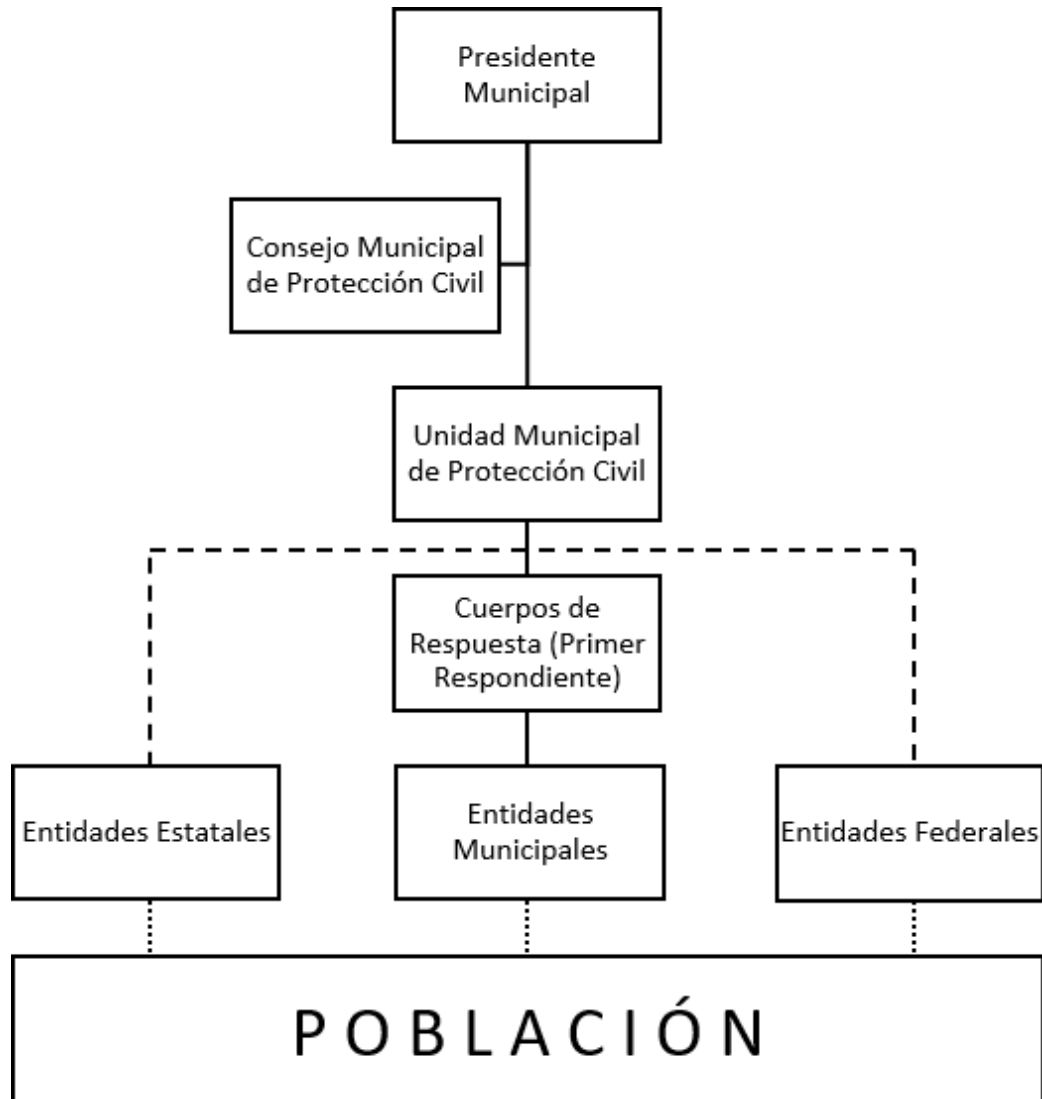 Presidente
Municipal
Consejo Municipal
de Protección Civil
Unidad Municipal
de Protección Civil
Cuerpos de
Respuesta (Primer
Respondiente)
Entidades Estatales
Entidades
Municipales
Entidades Federales
POBLACIÓN